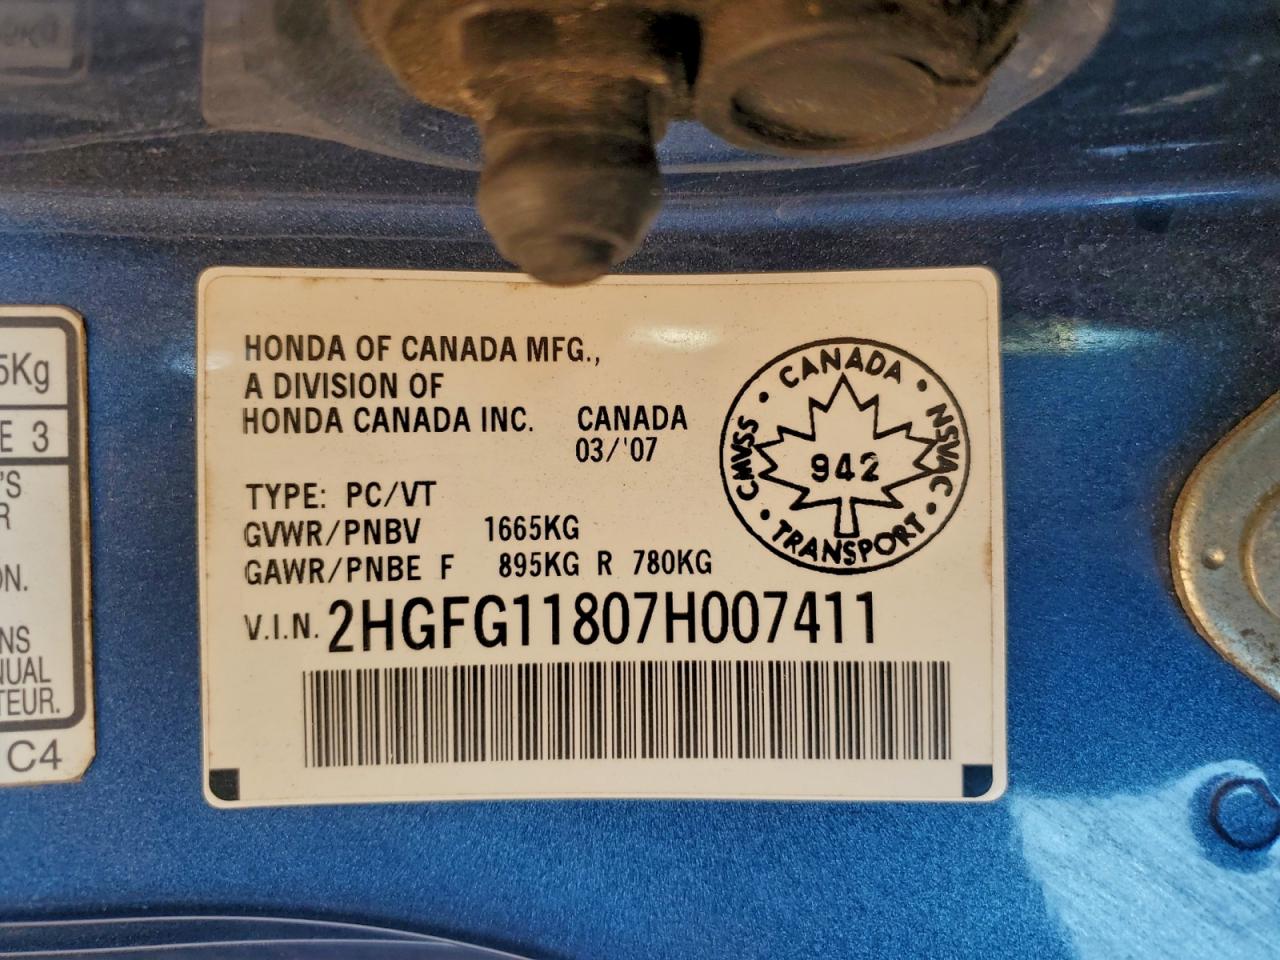 HONDA OF CANADA MFG.,
A DIVISION OF
HONDA CANADA INC. CANADA
03/'07
TYPE: PC/VT
GVWR/PNBV 1665KG
GAWR/PNBE F 895KG R 780KG
V.I.N. 2HGFG11807H007411
CANADA
NSVAC
TRANSPORT
CMVSS
942
5Kg
E 3
'S
R
ON.
NS
NUAL
TEUR.
C4